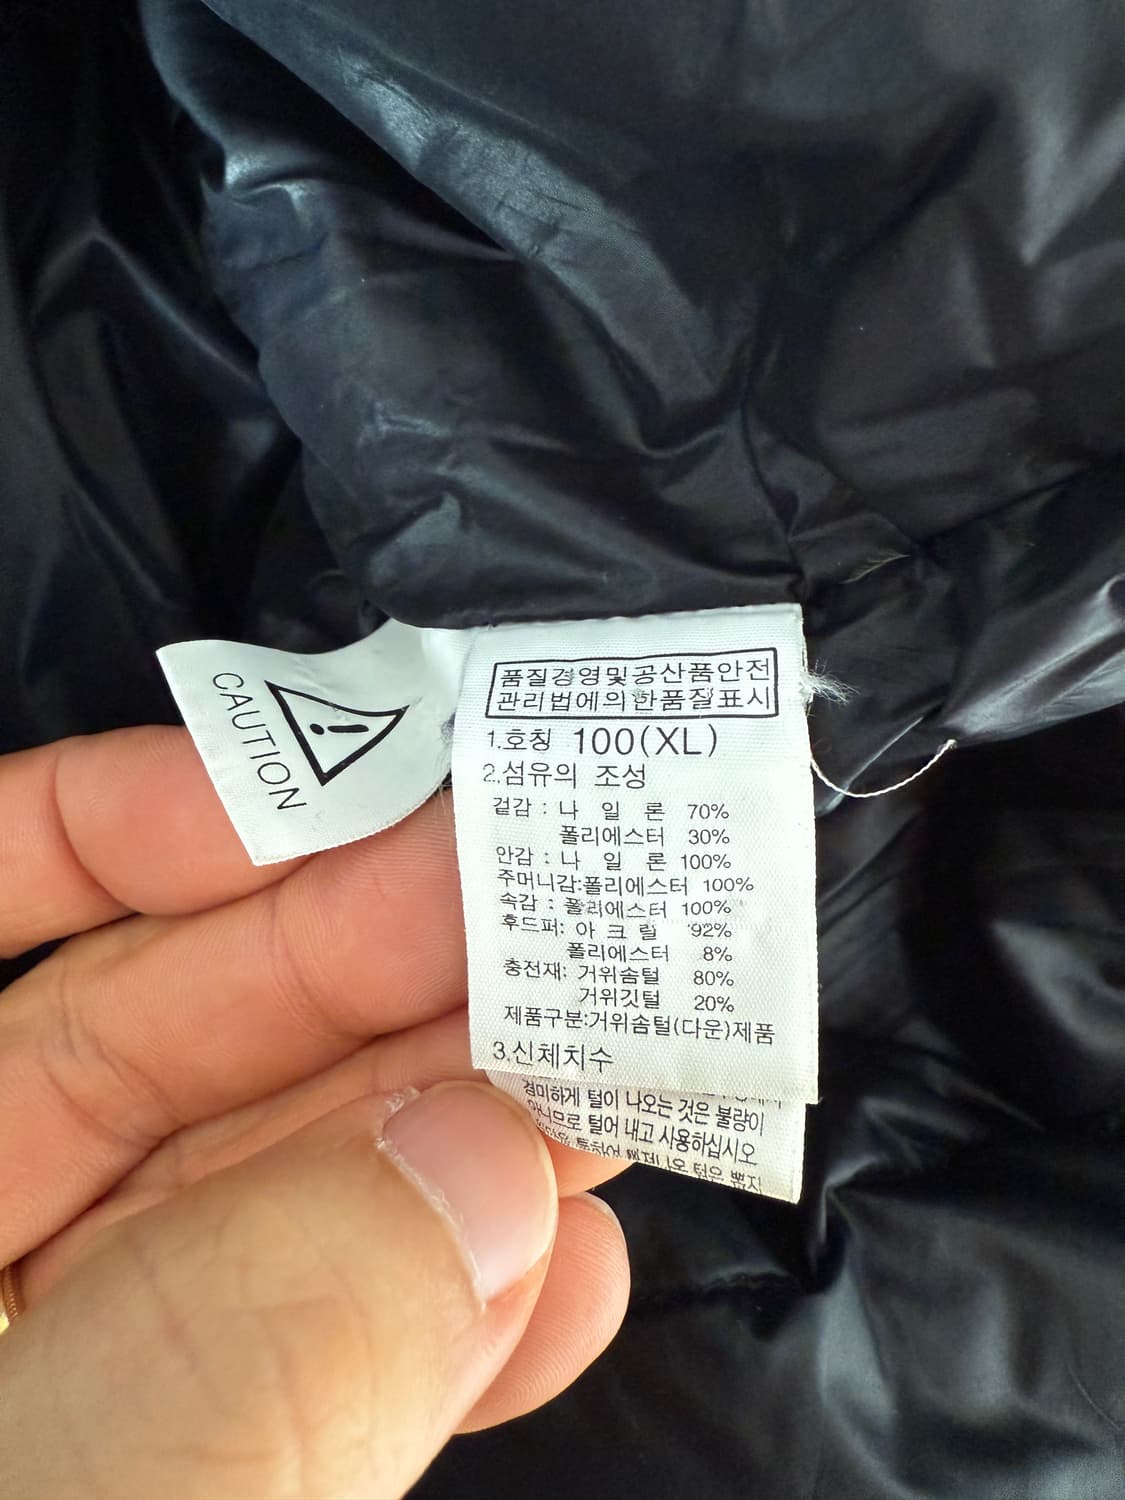 CAUTION
품질경영및공산품안전
관리법에의한품질표시
1.호칭 100(XL)
2.섬유의 조성
겉감 : 나 일 론 70%
폴리에스터 30%
안감 : 나 일 론 100%
주머니감:폴리에스터 100%
속감 : 폴리에스터 100%
후드퍼: 아 크 릴 92%
폴리에스터 8%
충전재: 거위솜털 80%
거위깃털 20%
제품구분:거위솜털(다운)제품
3.신체치수
경미하게 털이 나오는 것은 불량이
아니므로 털어 내고 사용하십시오
털은 뽑지